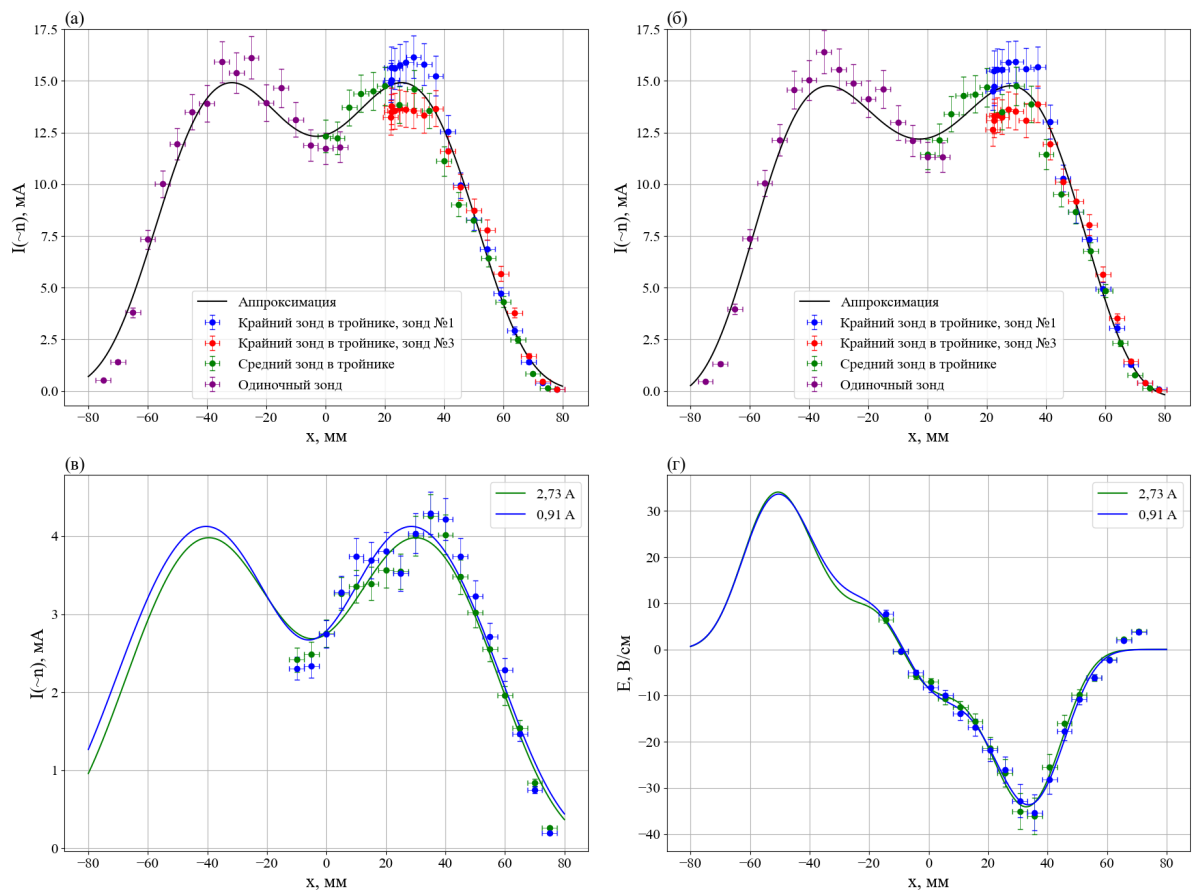 (а)
17.5
15.0
12.5
10.0
7.5
5.0
2.5
0.0
I(~n), мА
−80 −60 −40 −20 0 20 40 60 80
x, мм
Аппроксимация
Крайний зонд в тройнике, зонд №1
Крайний зонд в тройнике, зонд №3
Средний зонд в тройнике
Одиночный зонд
(б)
17.5
15.0
12.5
10.0
7.5
5.0
2.5
0.0
I(~n), мА
−80 −60 −40 −20 0 20 40 60 80
x, мм
Аппроксимация
Крайний зонд в тройнике, зонд №1
Крайний зонд в тройнике, зонд №3
Средний зонд в тройнике
Одиночный зонд
(в)
4
3
2
1
0
I(~n), мА
−80 −60 −40 −20 0 20 40 60 80
x, мм
2,73 А
0,91 А
(г)
30
20
10
0
−10
−20
−30
−40
E, В/см
−80 −60 −40 −20 0 20 40 60 80
x, мм
2,73 А
0,91 А